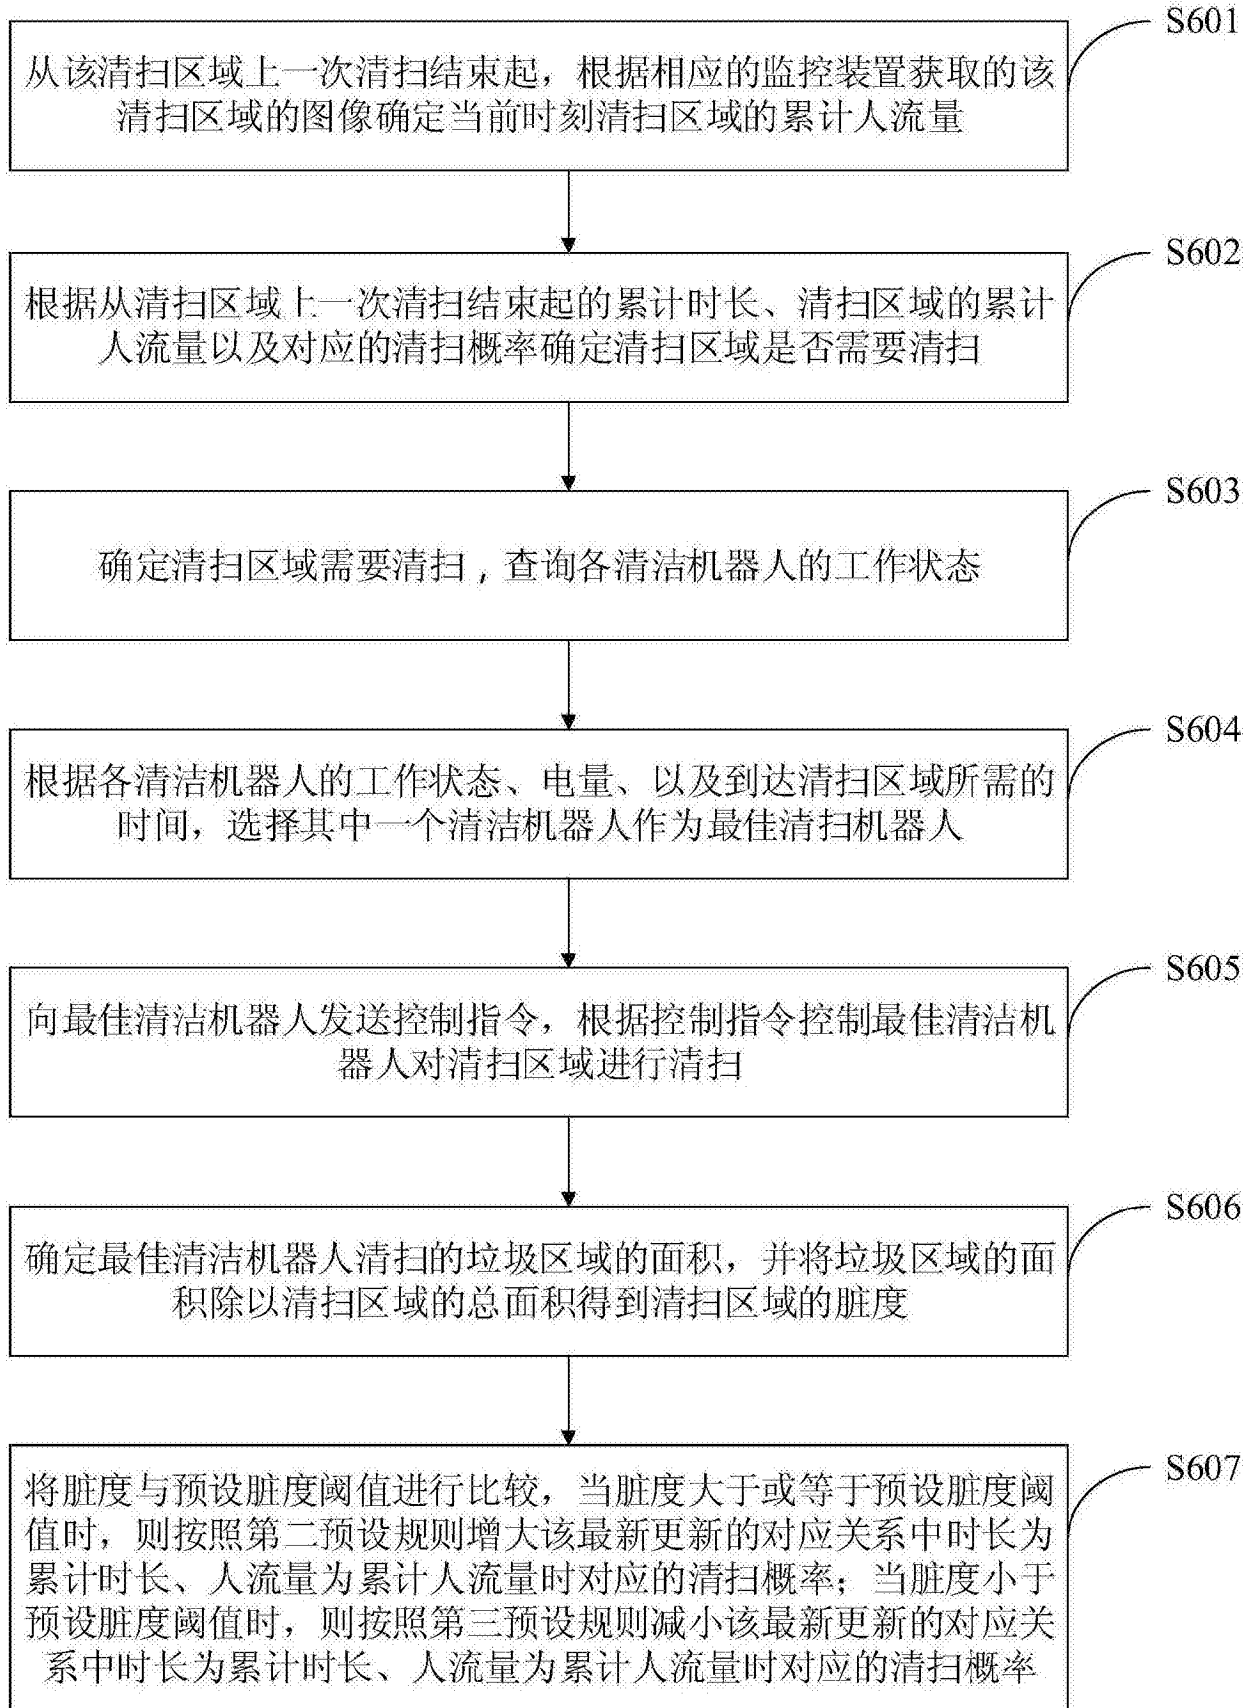 S601
从该清扫区域上一次清扫结束起，根据相应的监控装置获取的该
清扫区域的图像确定当前时刻清扫区域的累计人流量
S602
根据从清扫区域上一次清扫结束起的累计时长、清扫区域的累计
人流量以及对应的清扫概率确定清扫区域是否需要清扫
S603
确定清扫区域需要清扫，查询各清洁机器人的工作状态
S604
根据各清洁机器人的工作状态、电量、以及到达清扫区域所需的
时间，选择其中一个清洁机器人作为最佳清扫机器人
S605
向最佳清洁机器人发送控制指令，根据控制指令控制最佳清洁机
器人对清扫区域进行清扫
S606
确定最佳清洁机器人清扫的垃圾区域的面积，并将垃圾区域的面
积除以清扫区域的总面积得到清扫区域的脏度
S607
将脏度与预设脏度阈值进行比较，当脏度大于或等于预设脏度阈
值时，则按照第二预设规则增大该最新更新的对应关系中时长为
累计时长、人流量为累计人流量时对应的清扫概率；当脏度小于
预设脏度阈值时，则按照第三预设规则减小该最新更新的对应关
系中时长为累计时长、人流量为累计人流量时对应的清扫概率